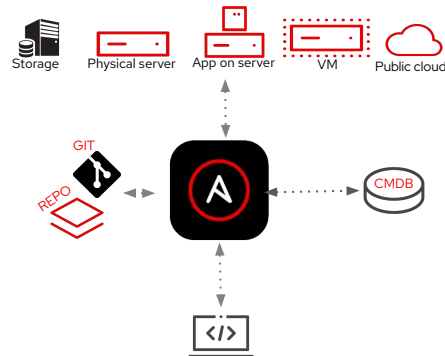 Storage
Physical server
App on server
VM
Public cloud
GIT
REPO
CMDB
</>